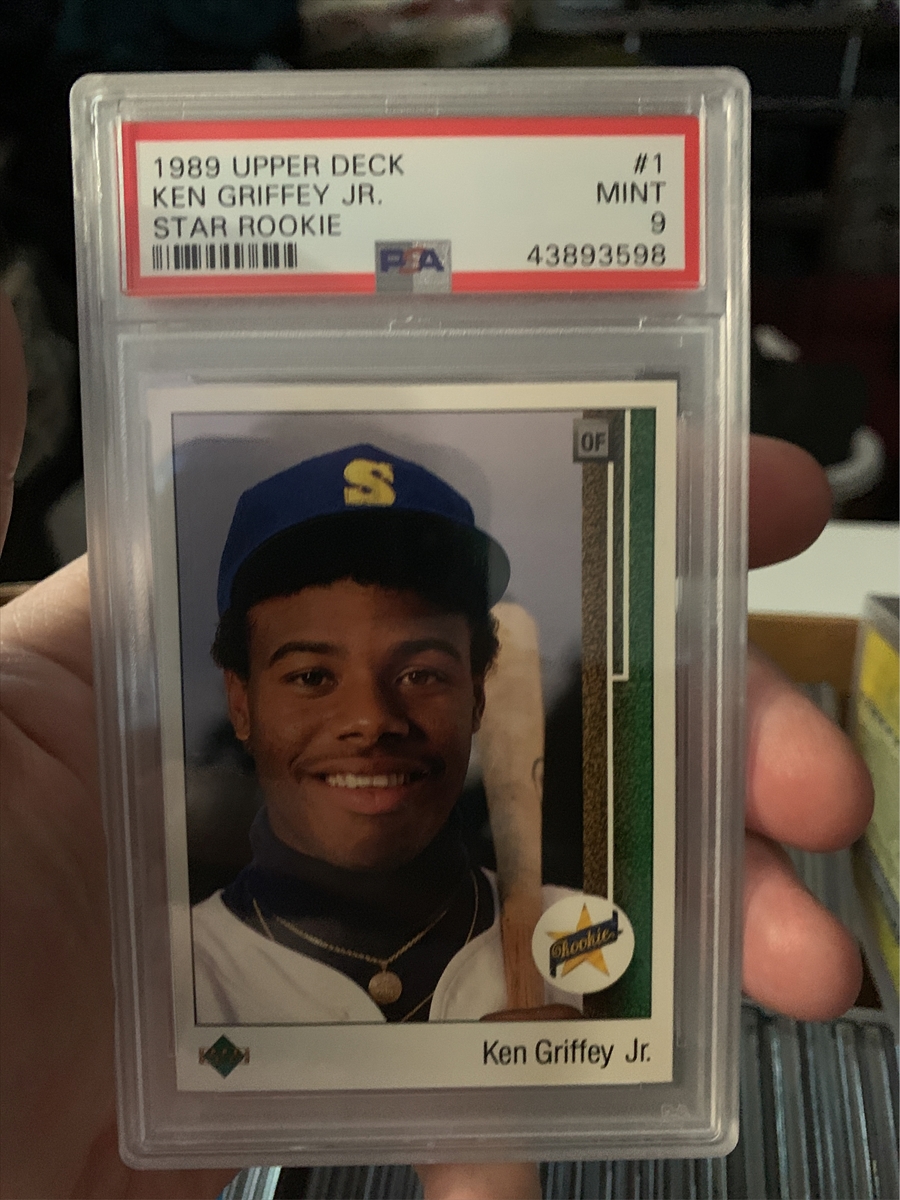 1989 UPPER DECK #1
KEN GRIFFEY JR. MINT
STAR ROOKIE 9
PSA 43893598
OF
S
Rookie
Ken Griffey Jr.